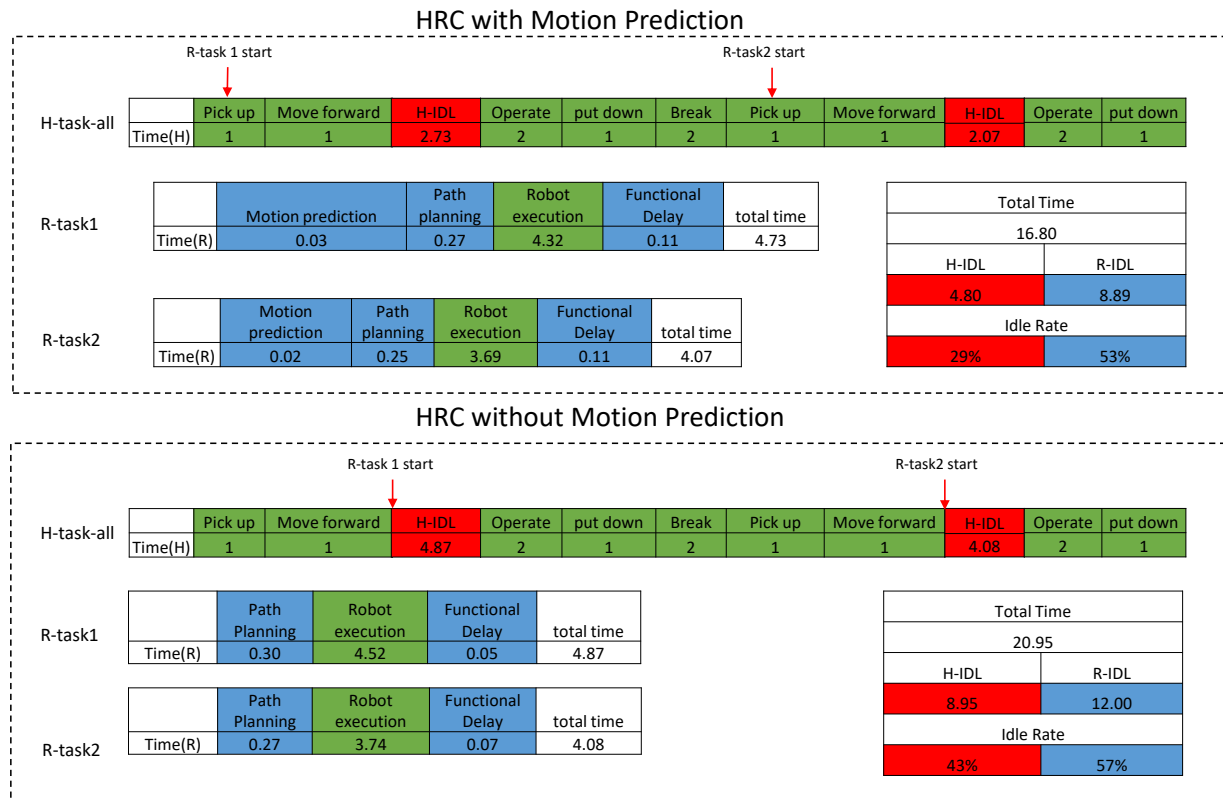 HRC with Motion Prediction
R-task 1 start
R-task2 start
H-task-all
Pick up Move forward H-IDL Operate put down Break Pick up Move forward H-IDL Operate put down
Time(H) 1 1 2.73 2 1 2 1 1 2.07 2 1
R-task1
Motion prediction Path planning Robot execution Functional Delay total time
Time(R) 0.03 0.27 4.32 0.11 4.73
R-task2
Motion prediction Path planning Robot execution Functional Delay total time
Time(R) 0.02 0.25 3.69 0.11 4.07
Total Time
16.80
H-IDL R-IDL
4.80 8.89
Idle Rate
29% 53%
HRC without Motion Prediction
R-task 1 start
R-task2 start
H-task-all
Pick up Move forward H-IDL Operate put down Break Pick up Move forward H-IDL Operate put down
Time(H) 1 1 4.87 2 1 2 1 1 4.08 2 1
R-task1
Path Planning Robot execution Functional Delay total time
Time(R) 0.30 4.52 0.05 4.87
R-task2
Path Planning Robot execution Functional Delay total time
Time(R) 0.27 3.74 0.07 4.08
Total Time
20.95
H-IDL R-IDL
8.95 12.00
Idle Rate
43% 57%